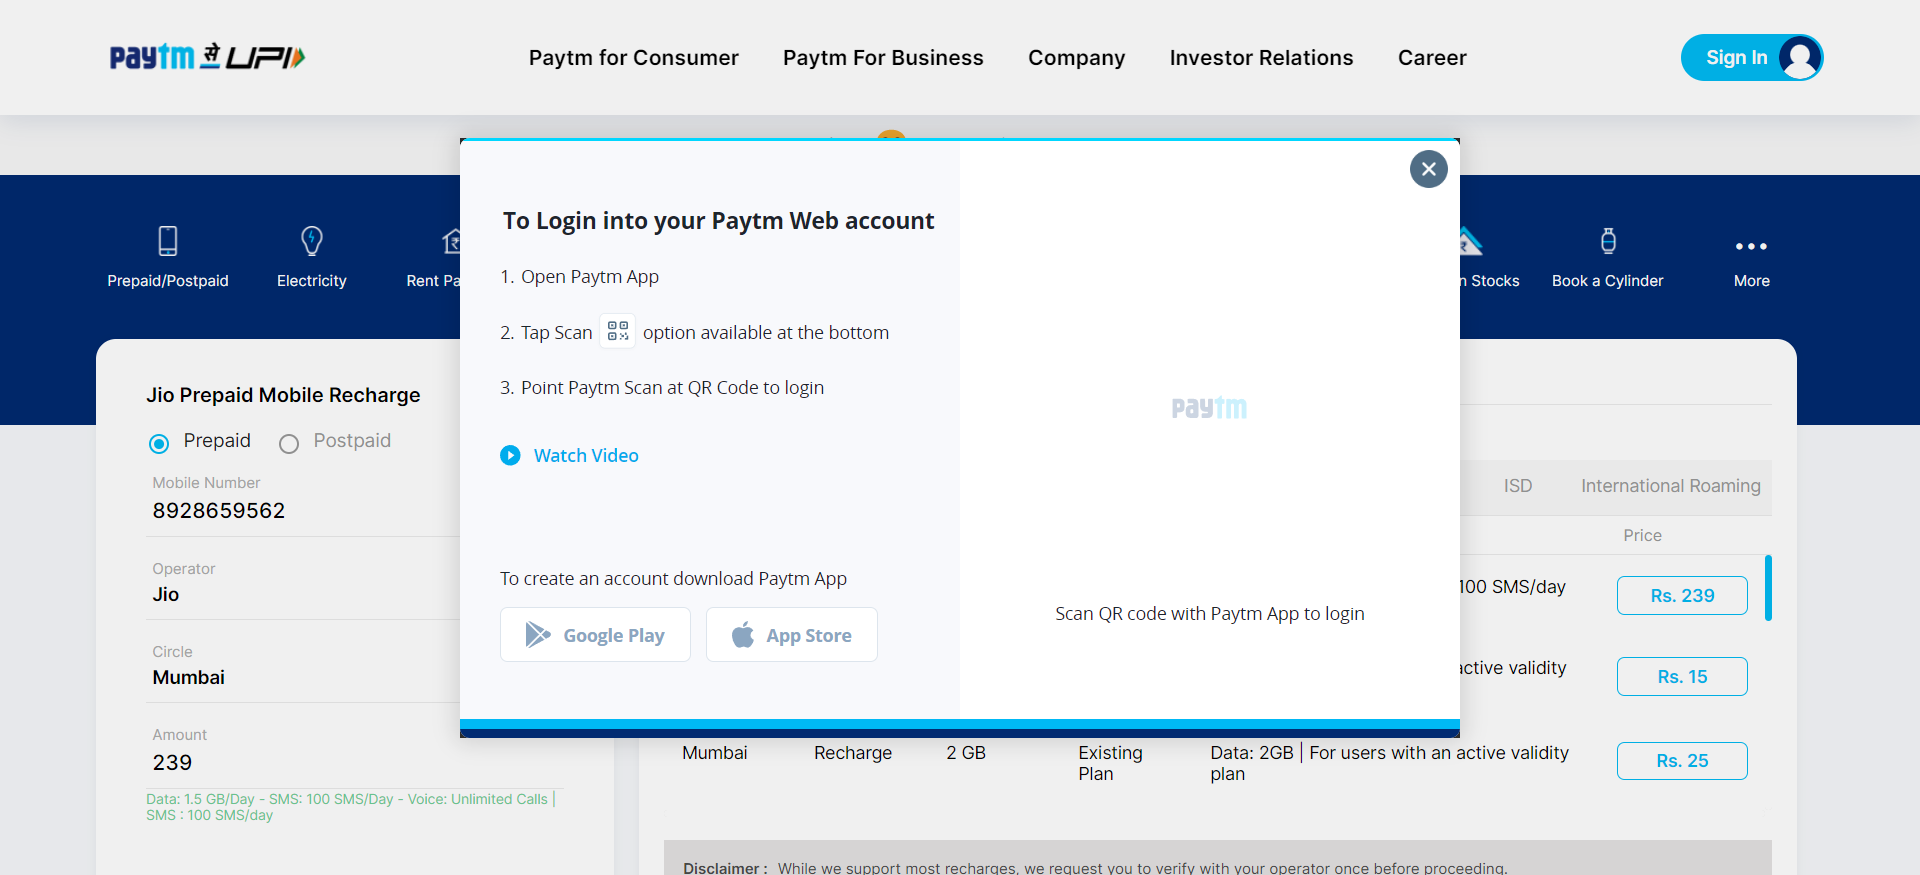 paytm से UPI
Paytm for Consumer
Paytm For Business
Company
Investor Relations
Career
Sign In
Prepaid/Postpaid
Electricity
Rent Pa
n Stocks
Book a Cylinder
More
To Login into your Paytm Web account
1. Open Paytm App
2. Tap Scan option available at the bottom
3. Point Paytm Scan at QR Code to login
Watch Video
To create an account download Paytm App
Google Play
App Store
paytm
Scan QR code with Paytm App to login
Jio Prepaid Mobile Recharge
Prepaid
Postpaid
Mobile Number
8928659562
Operator
Jio
Circle
Mumbai
Amount
239
Data: 1.5 GB/Day - SMS: 100 SMS/Day - Voice: Unlimited Calls |
SMS : 100 SMS/day
ISD
International Roaming
Price
100 SMS/day
Rs. 239
active validity
Rs. 15
Mumbai
Recharge
2 GB
Existing
Plan
Data: 2GB | For users with an active validity
plan
Rs. 25
Disclaimer : While we support most recharges, we request you to verify with your operator once before proceeding.